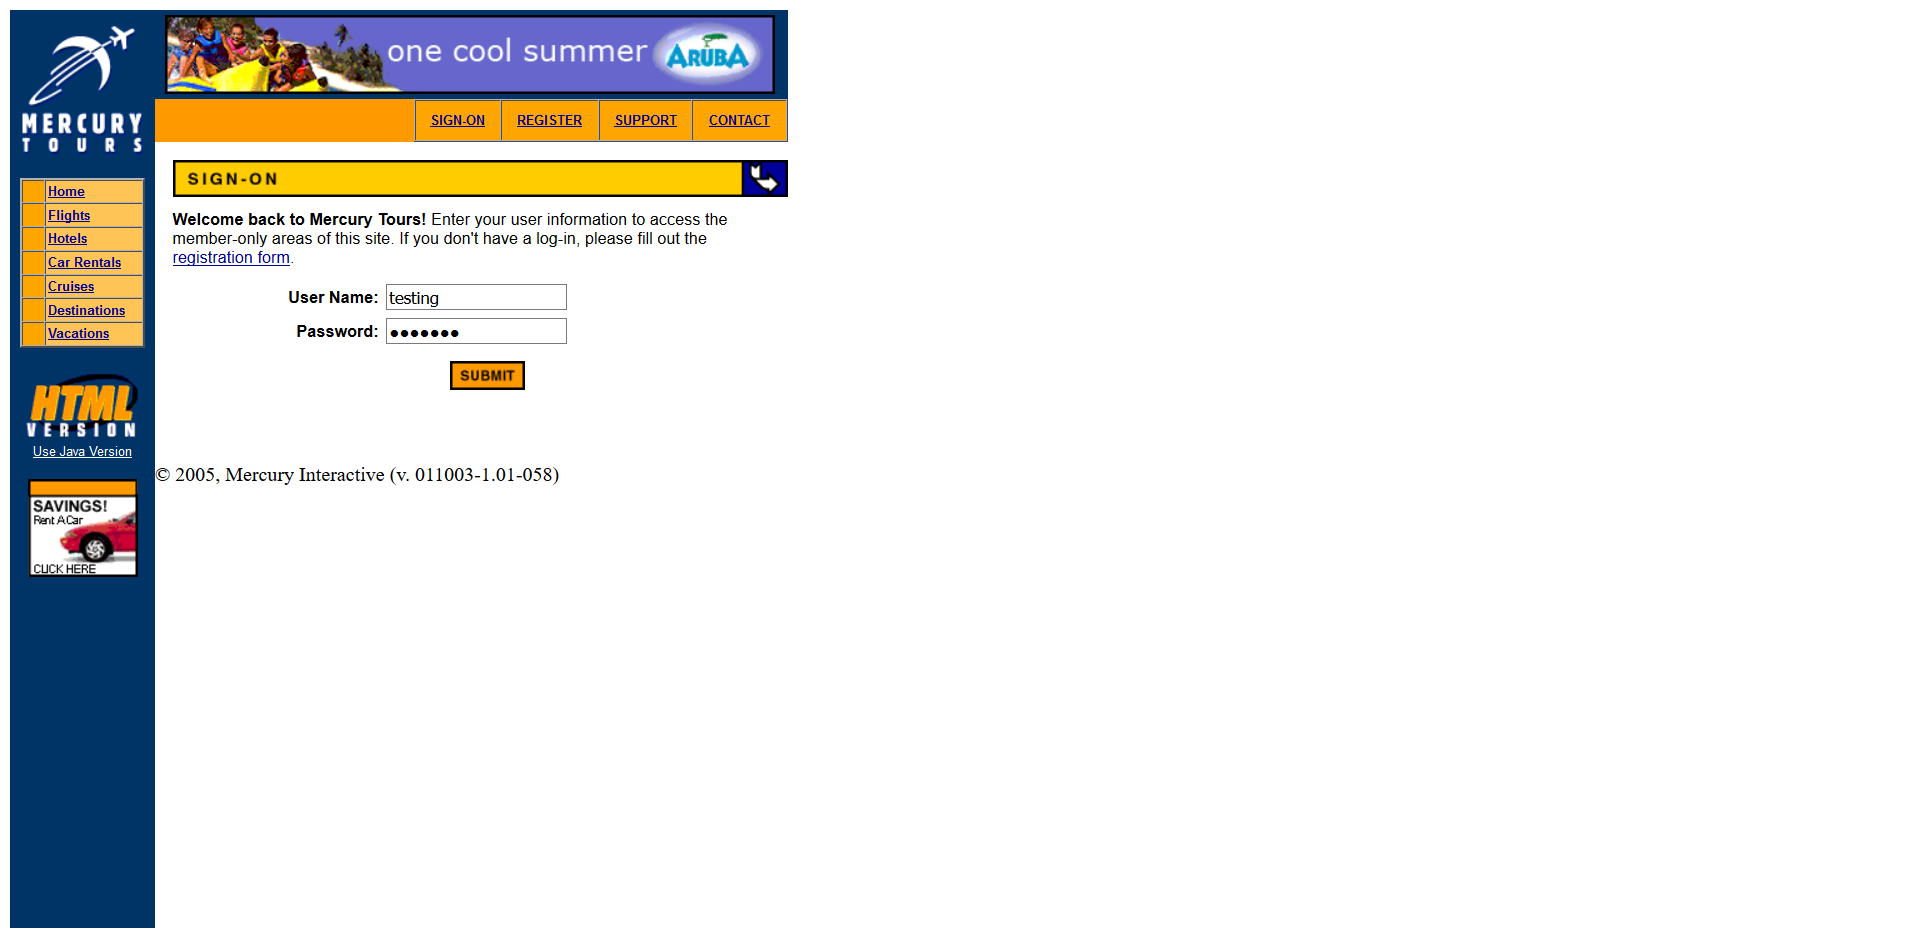 one cool summer ARUBA
MERCURY
TOURS
SIGN-ON REGISTER SUPPORT CONTACT
Home
Flights
Hotels
Car Rentals
Cruises
Destinations
Vacations
HTML
VERSION
Use Java Version
SAVINGS!
Rent A Car
CLICK HERE
SIGN-ON
Welcome back to Mercury Tours! Enter your user information to access the
member-only areas of this site. If you don't have a log-in, please fill out the
registration form.
User Name: testing
Password: ●●●●●●●
SUBMIT
© 2005, Mercury Interactive (v. 011003-1.01-058)